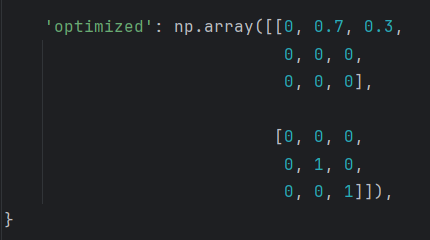 'optimized': np.array([[0, 0.7, 0.3,
0, 0, 0,
0, 0, 0],
[0, 0, 0,
0, 1, 0,
0, 0, 1]]),
}